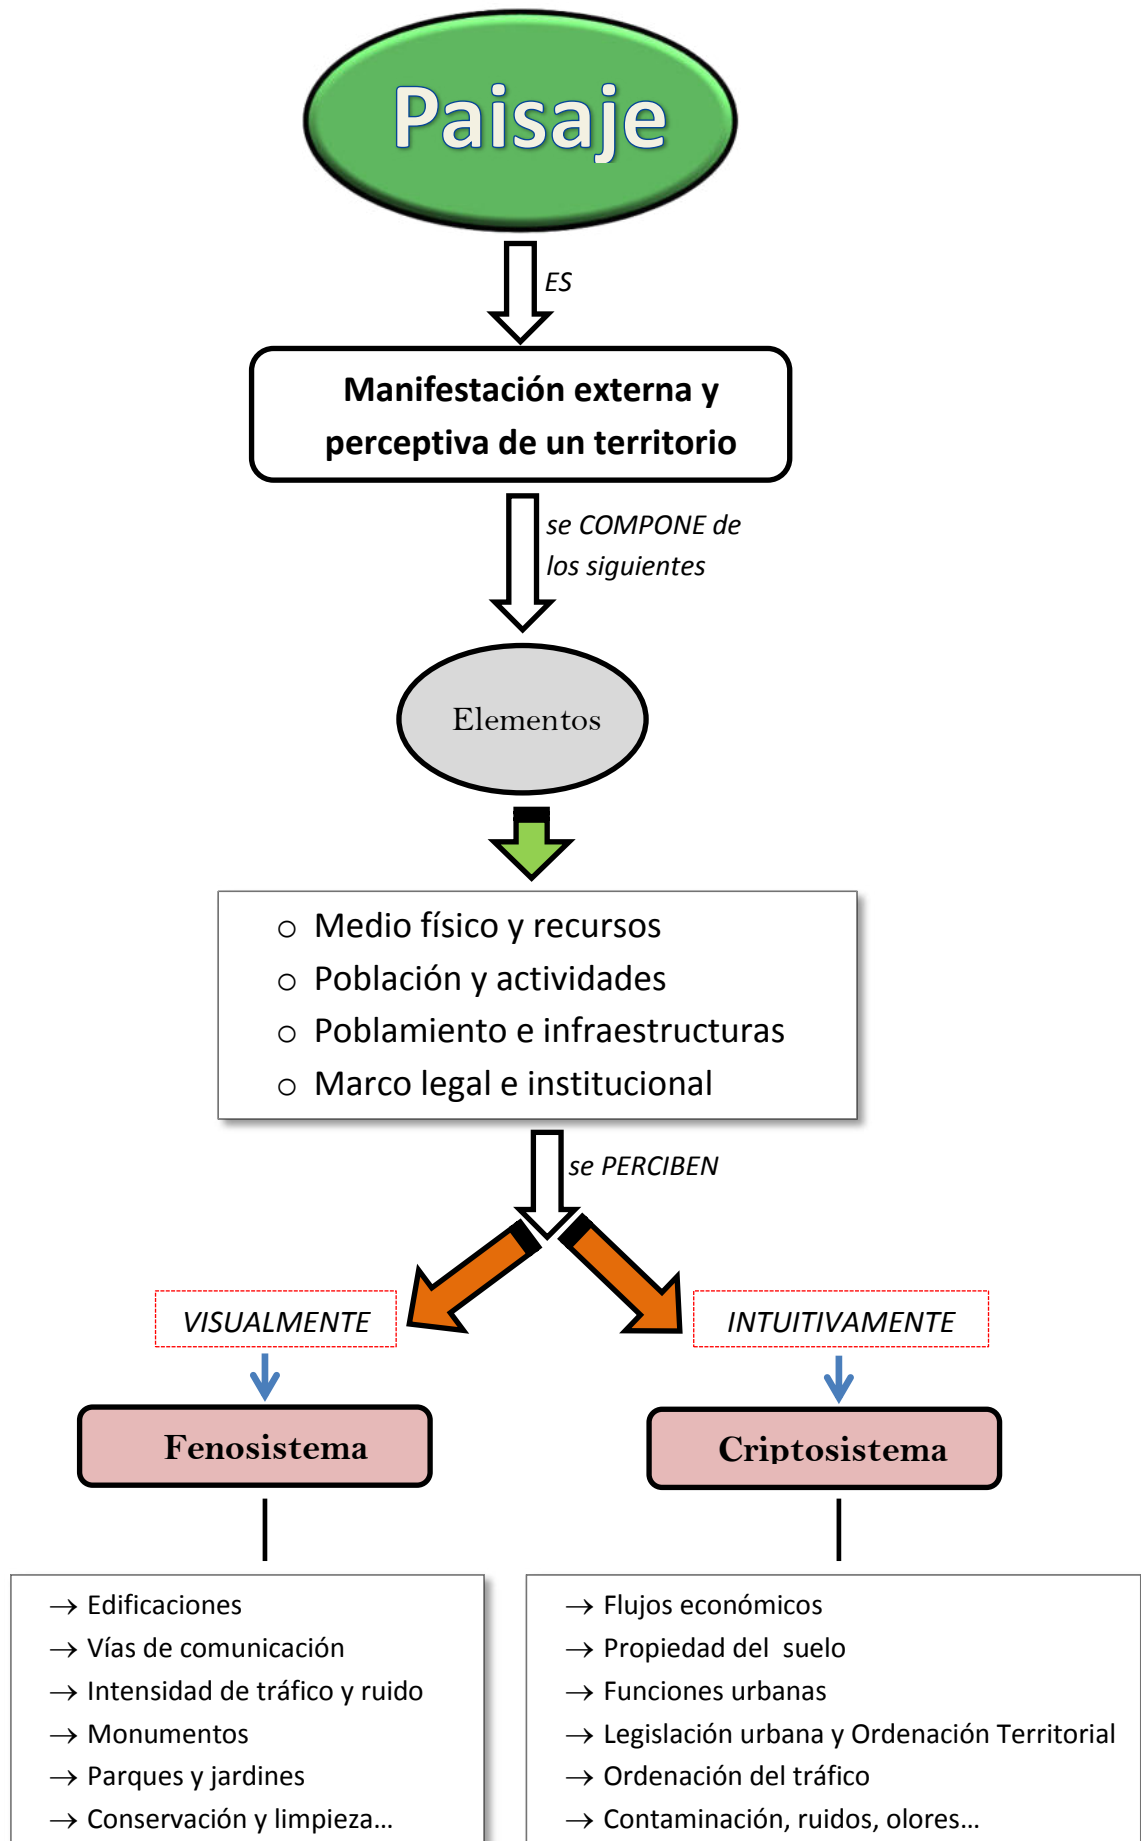 Paisaje
ES
Manifestación externa y
perceptiva de un territorio
se COMPONE de
los siguientes
Elementos
o Medio físico y recursos
o Población y actividades
o Poblamiento e infraestructuras
o Marco legal e institucional
se PERCIBEN
VISUALMENTE
INTUITIVAMENTE
Fenosistema
Criptosistema
→ Edificaciones
→ Vías de comunicación
→ Intensidad de tráfico y ruido
→ Monumentos
→ Parques y jardines
→ Conservación y limpieza...
→ Flujos económicos
→ Propiedad del suelo
→ Funciones urbanas
→ Legislación urbana y Ordenación Territorial
→ Ordenación del tráfico
→ Contaminación, ruidos, olores...